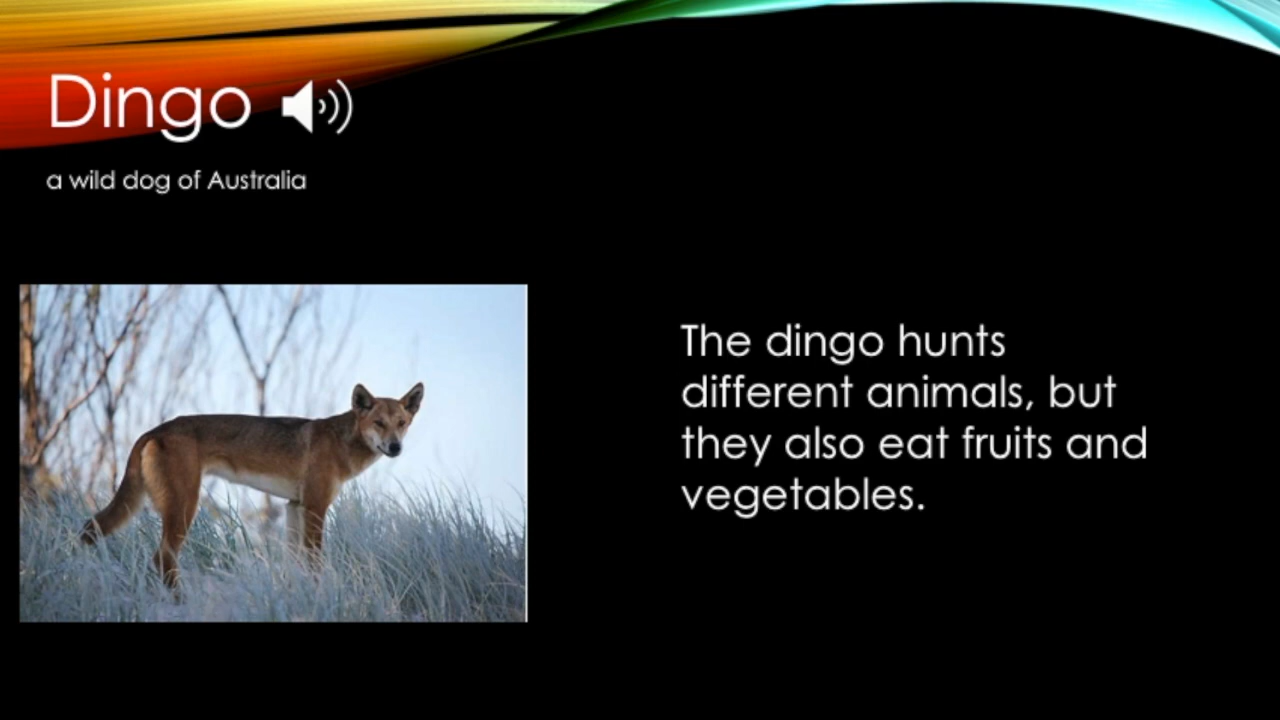 Dingo
a wild dog of Australia
The dingo hunts
different animals, but
they also eat fruits and
vegetables.